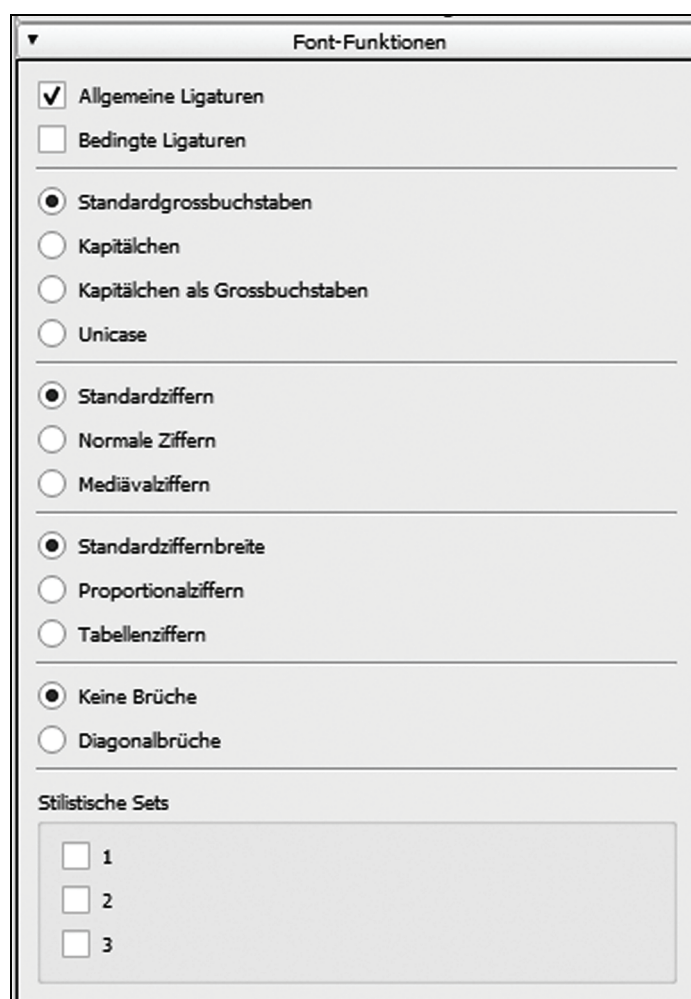 Font-Funktionen
Allgemeine Ligaturen
Bedingte Ligaturen
Standardgrossbuchstaben
Kapitälchen
Kapitälchen als Grossbuchstaben
Unicase
Standardziffern
Normale Ziffern
Mediävalziffern
Standardziffernbreite
Proportionalziffern
Tabellenziffern
Keine Brüche
Diagonalbrüche
Stilistische Sets
1
2
3